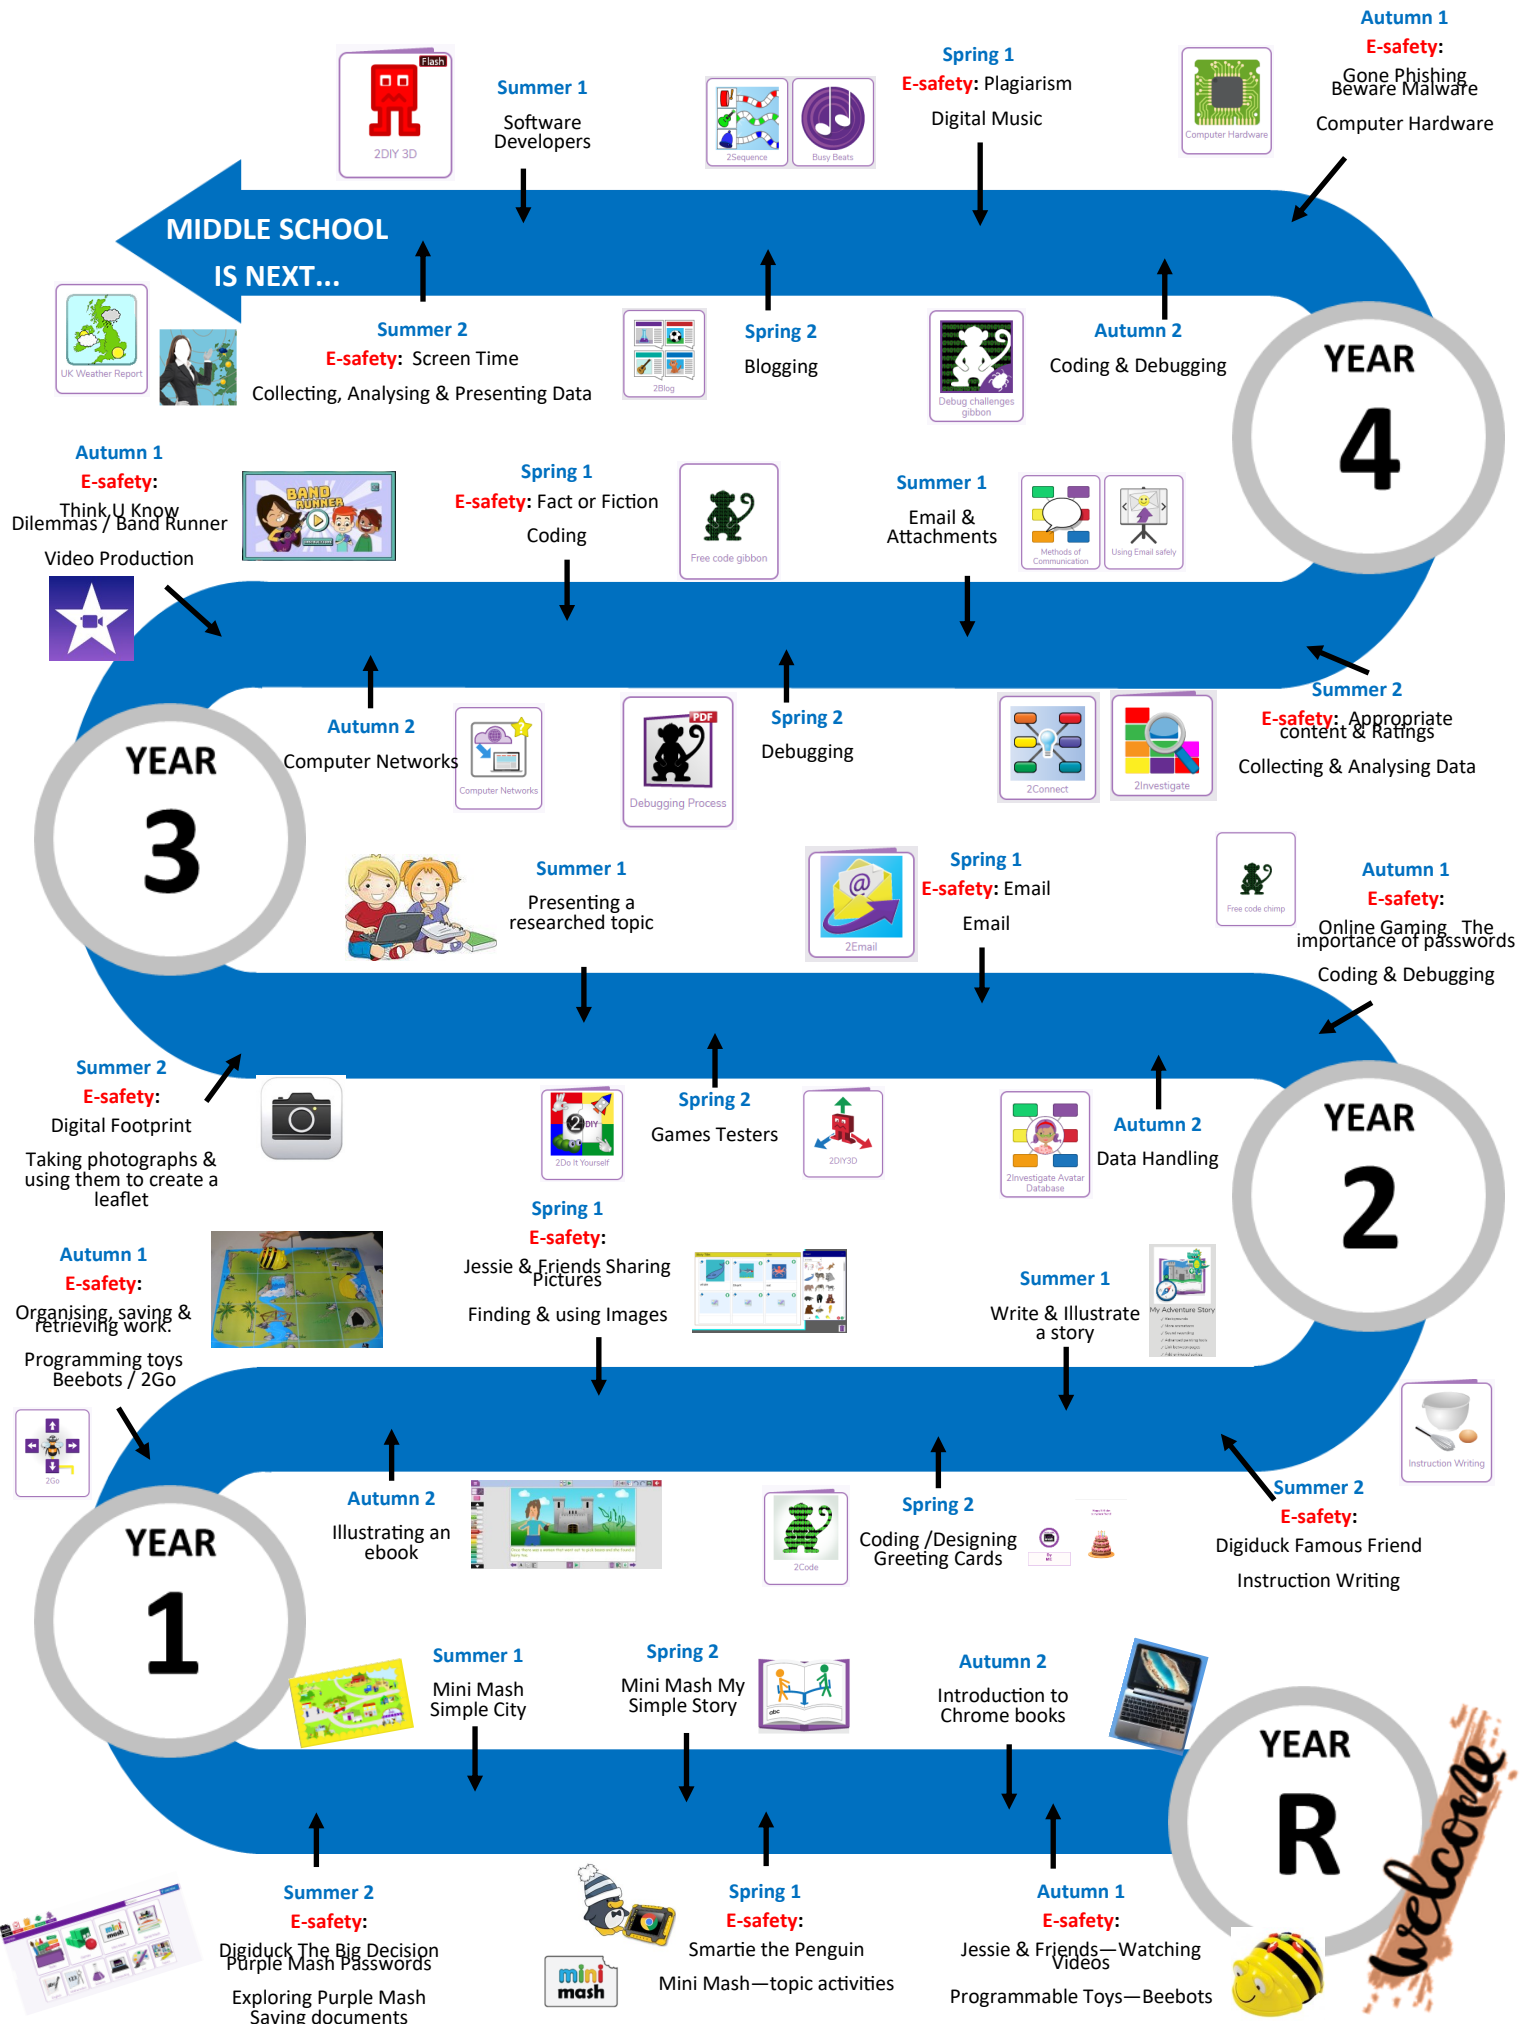 Autumn 1
E-safety:
Gone Phishing
Beware Malware
Computer Hardware
Computer Hardware
Spring 1
E-safety: Plagiarism
Digital Music
2Sequence
Busy Beats
Summer 1
Software
Developers
Flash
2DIY 3D
MIDDLE SCHOOL
IS NEXT...
UK Weather Report
Summer 2
E-safety: Screen Time
Collecting, Analysing & Presenting Data
2Blog
Spring 2
Blogging
Debug challenges
gibbon
Autumn 2
Coding & Debugging
YEAR
4
Autumn 1
E-safety:
Think U Know
Dilemmas / Band Runner
Video Production
BAND
RUNNER
Spring 1
E-safety: Fact or Fiction
Coding
Free code gibbon
Summer 1
Email &
Attachments
Methods of
Communication
Using Email safely
Summer 2
E-safety: Appropriate
content & Ratings
Collecting & Analysing Data
2Connect
2Investigate
Spring 2
Debugging
PDF
Debugging Process
Autumn 2
Computer Networks
Computer Networks
YEAR
3
Summer 1
Presenting a
researched topic
2Email
Spring 1
E-safety: Email
Email
Free code chimp
Autumn 1
E-safety:
Online Gaming The
importance of passwords
Coding & Debugging
Summer 2
E-safety:
Digital Footprint
Taking photographs &
using them to create a
leaflet
2
DIY
2Do It Yourself
Spring 2
Games Testers
2DIY3D
2Investigate Avatar
Database
Autumn 2
Data Handling
YEAR
2
Autumn 1
E-safety:
Organising, saving &
retrieving work.
Programming toys
Beebots / 2Go
2Go
Spring 1
E-safety:
Jessie & Friends Sharing
Pictures
Finding & using Images
Summer 1
Write & Illustrate
a story
My Adventure Story
Instruction Writing
Summer 2
E-safety:
Digiduck Famous Friend
Instruction Writing
Spring 2
Coding /Designing
Greeting Cards
2Code
Autumn 2
Illustrating an
ebook
YEAR
1
Summer 1
Mini Mash
Simple City
Spring 2
Mini Mash My
Simple Story
abc
Autumn 2
Introduction to
Chrome books
YEAR
R
welcome
Summer 2
E-safety:
Digiduck The Big Decision
Purple Mash Passwords
Exploring Purple Mash
Saving documents
mini
mash
Spring 1
E-safety:
Smartie the Penguin
Mini Mash—topic activities
Autumn 1
E-safety:
Jessie & Friends—Watching
Videos
Programmable Toys—Beebots